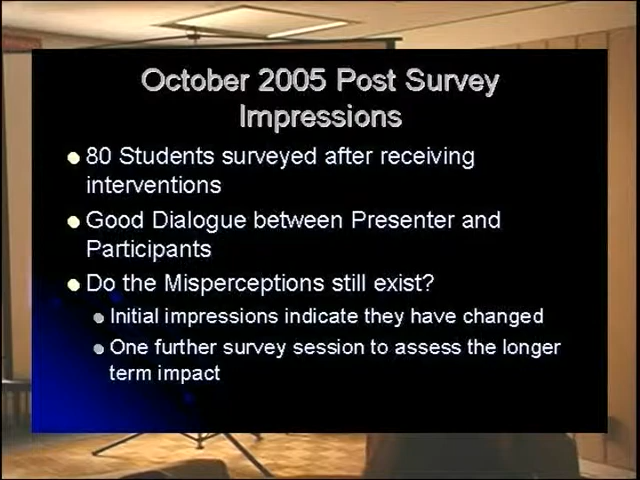 October 2005 Post Survey
Impressions
80 Students surveyed after receiving
interventions
Good Dialogue between Presenter and
Participants
Do the Misperceptions still exist?
Initial impressions indicate they have changed
One further survey session to assess the longer
term impact